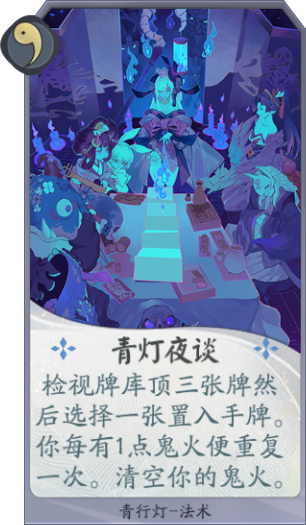 青灯夜谈
检视牌库顶三张牌然
后选择一张置入手牌。
你每有1点鬼火便重复
一次。清空你的鬼火。
青行灯-法术